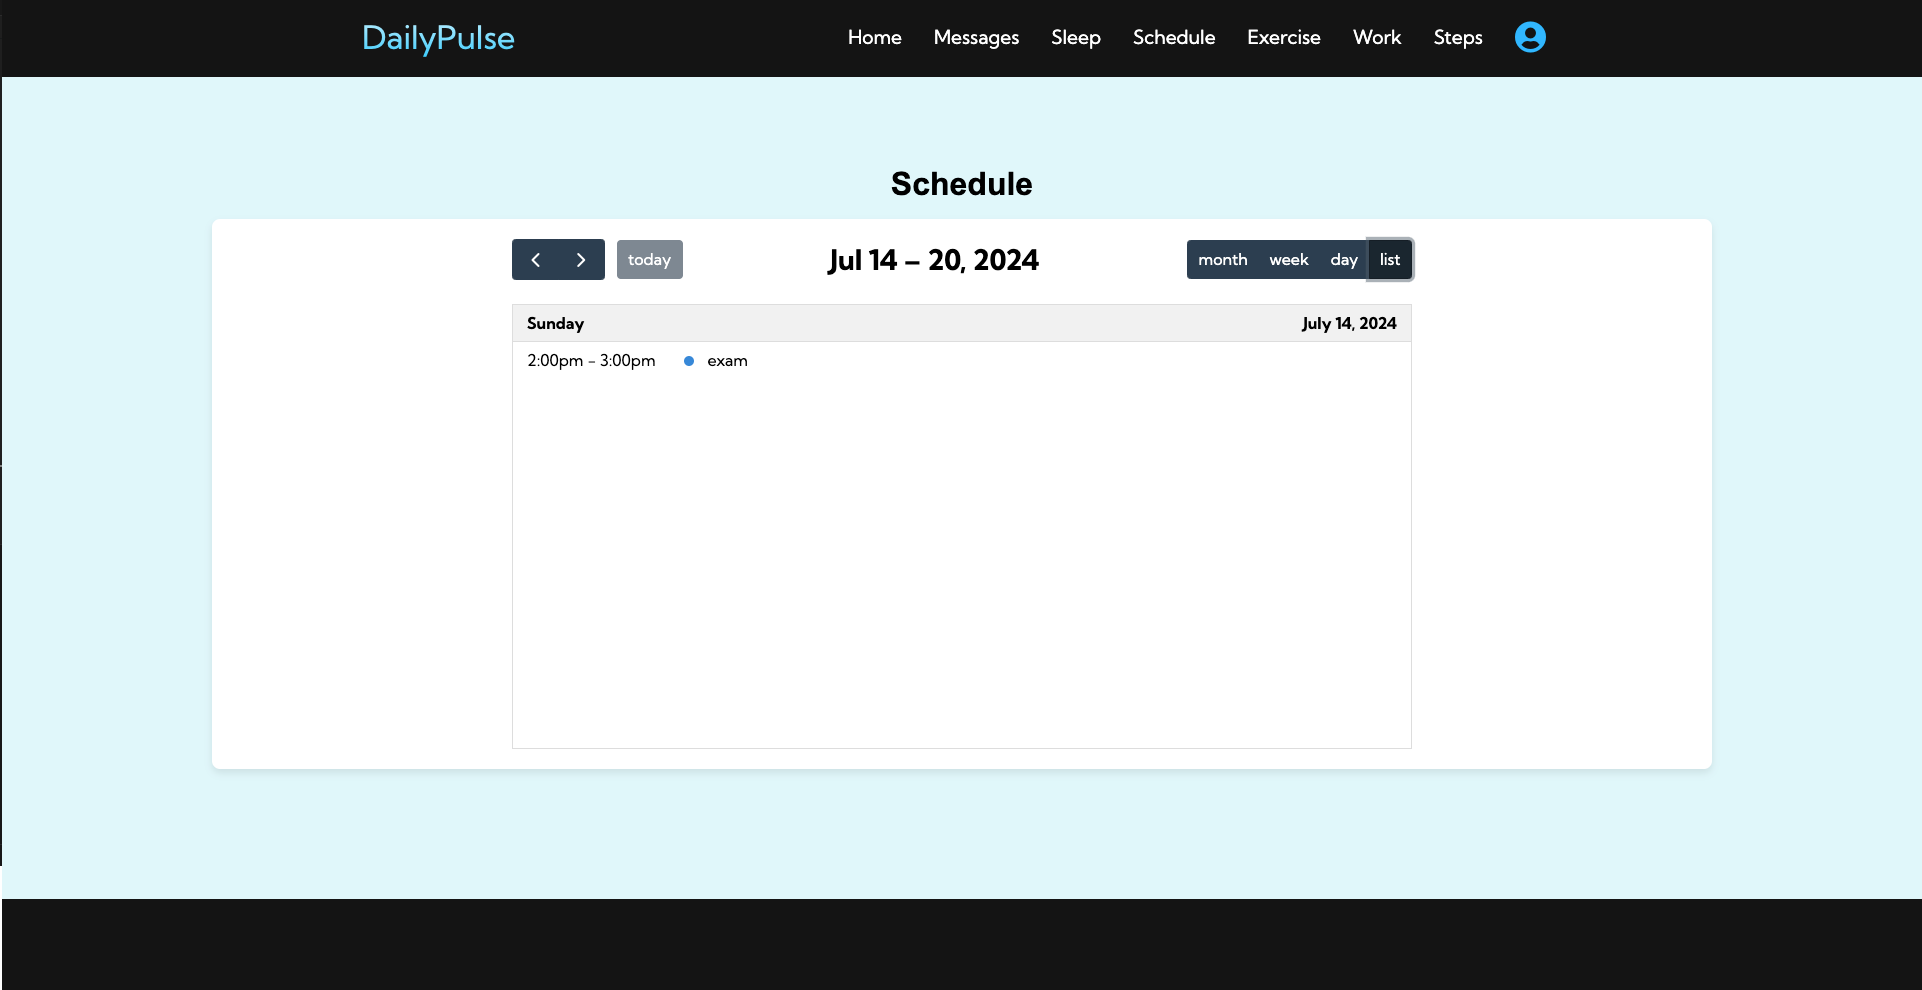 DailyPulse Home Messages Sleep Schedule Exercise Work Steps
Schedule
today Jul 14 – 20, 2024 month week day list
Sunday July 14, 2024
2:00pm - 3:00pm exam